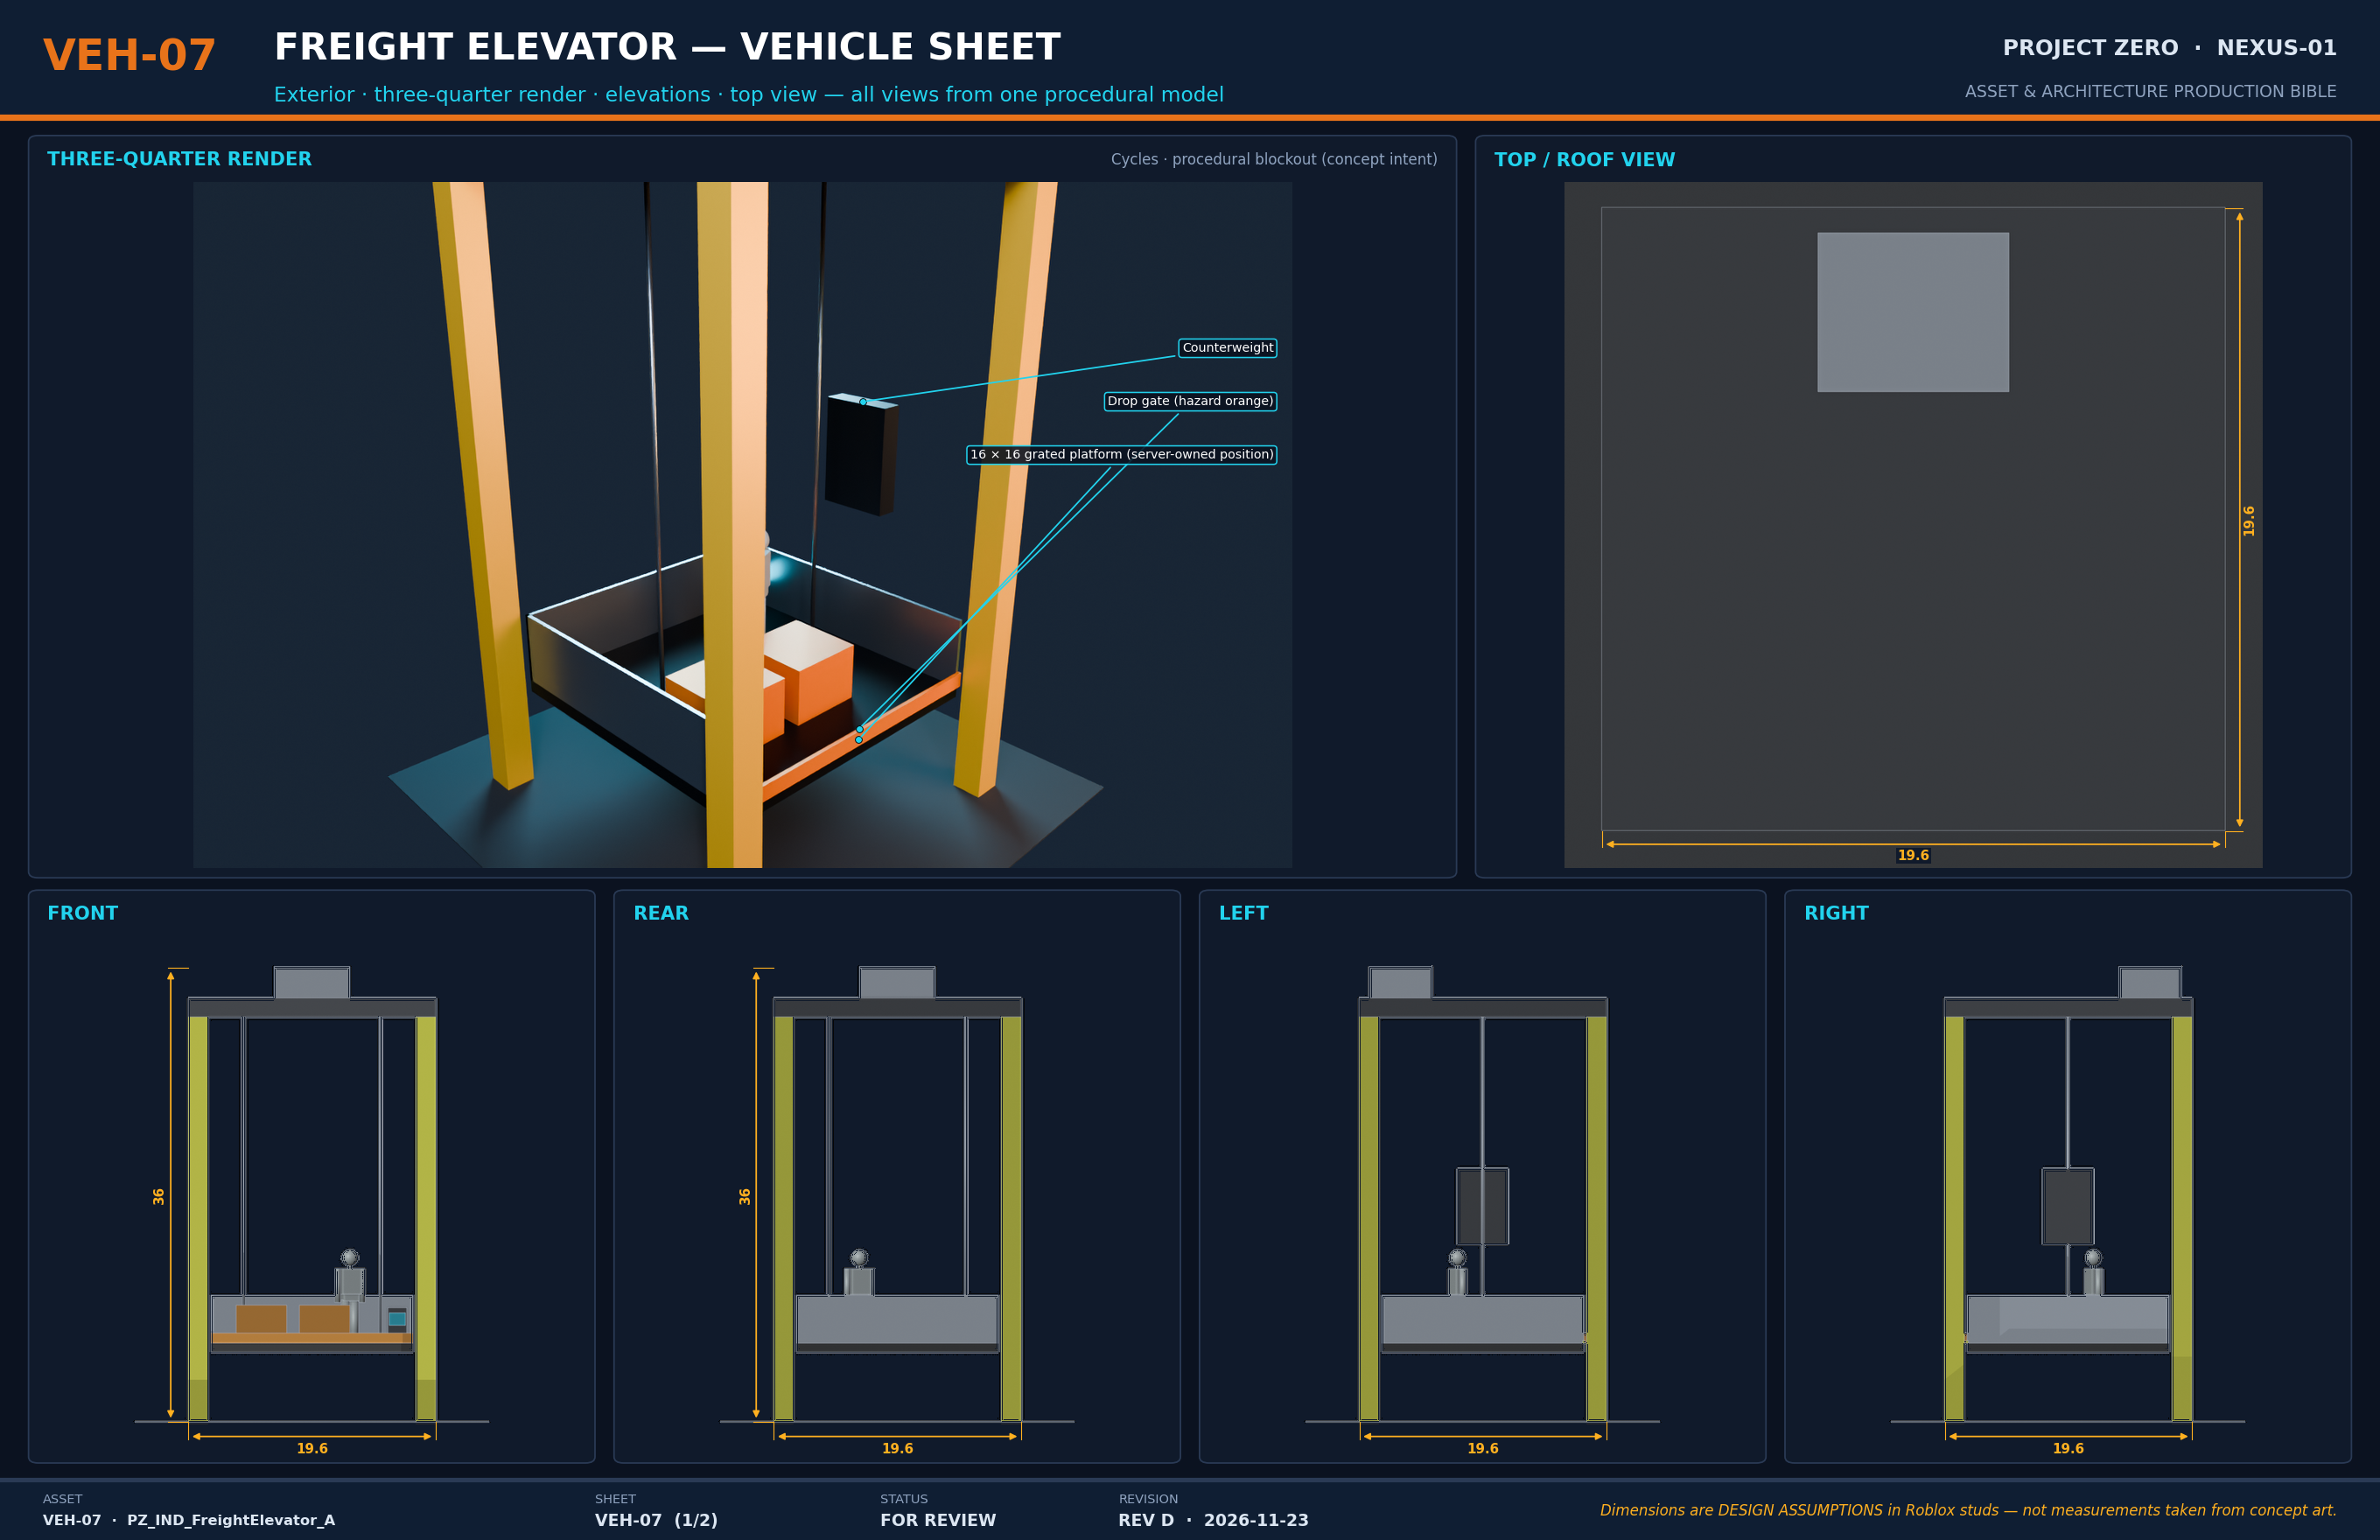 VEH-07
FREIGHT ELEVATOR — VEHICLE SHEET
Exterior · three-quarter render · elevations · top view — all views from one procedural model
PROJECT ZERO · NEXUS-01
ASSET & ARCHITECTURE PRODUCTION BIBLE
THREE-QUARTER RENDER
Cycles · procedural blockout (concept intent)
Counterweight
Drop gate (hazard orange)
16 × 16 grated platform (server-owned position)
TOP / ROOF VIEW
19.6
19.6
FRONT
36
19.6
REAR
36
19.6
LEFT
19.6
RIGHT
19.6
ASSET
VEH-07 · PZ_IND_FreightElevator_A
SHEET
VEH-07 (1/2)
STATUS
FOR REVIEW
REVISION
REV D · 2026-11-23
Dimensions are DESIGN ASSUMPTIONS in Roblox studs — not measurements taken from concept art.